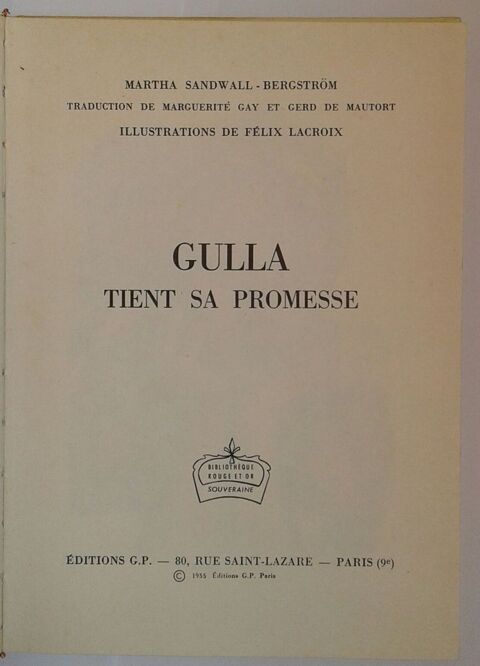 MARTHA SANDWALL - BERGSTRÖM
TRADUCTION DE MARGUERITÉ GAY ET GERD DE MAUTORT
ILLUSTRATIONS DE FÉLIX LACROIX
GULLA
TIENT SA PROMESSE
BIBLIOTHÈQUE
ROUGE ET OR
SOUVERAINE
ÉDITIONS G.P. — 80, RUE SAINT-LAZARE — PARIS (9e)
© 1955 Éditions G.P. Paris